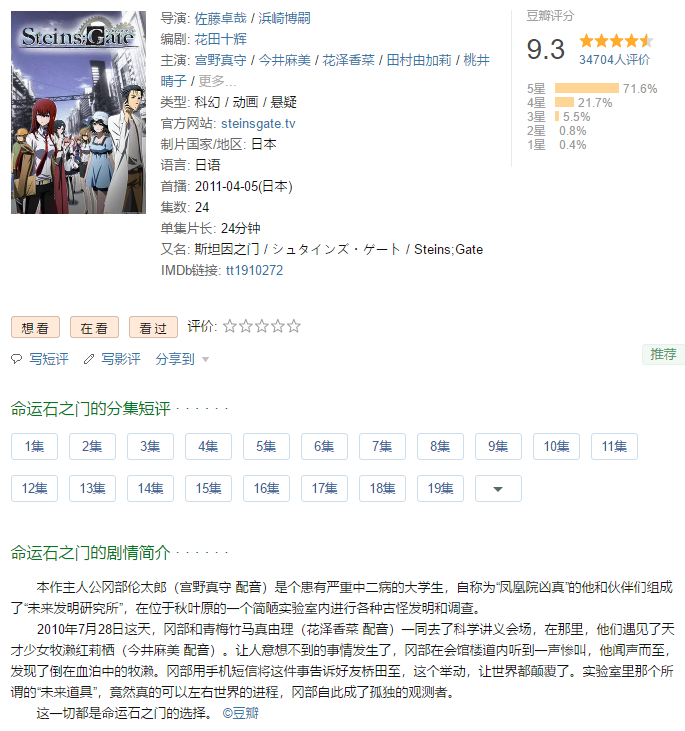 Steins;Gate
导演: 佐藤卓哉 / 浜崎博嗣
编剧: 花田十辉
主演: 宫野真守 / 今井麻美 / 花泽香菜 / 田村由加莉 / 桃井
晴子 / 更多...
类型: 科幻 / 动画 / 悬疑
官方网站: steinsgate.tv
制片国家/地区: 日本
语言: 日语
首播: 2011-04-05(日本)
集数: 24
单集片长: 24分钟
又名: 斯坦因之门 / シュタインズ・ゲート / Steins;Gate
IMDb链接: tt1910272
豆瓣评分
9.3
34704人评价
5星 71.6%
4星 21.7%
3星 5.5%
2星 0.8%
1星 0.4%
想看 在看 看过 评价:
写短评 写影评 分享到 推荐
命运石之门的分集短评 · · · · · ·
1集 2集 3集 4集 5集 6集 7集 8集 9集 10集 11集
12集 13集 14集 15集 16集 17集 18集 19集
命运石之门的剧情简介 · · · · · ·
本作主人公冈部伦太郎（宫野真守 配音）是个患有严重中二病的大学生，自称为“凤凰院凶真”的他和伙伴们组成
了“未来发明研究所”，在位于秋叶原的一个简陋实验室内进行各种古怪发明和调查。
2010年7月28日这天，冈部和青梅竹马真由理（花泽香菜 配音）一同去了科学讲义会场，在那里，他们遇见了天
才少女牧濑红莉栖（今井麻美 配音）。让人意想不到的事情发生了，冈部在会馆楼道内听到一声惨叫，他闻声而至，
发现了倒在血泊中的牧濑。冈部用手机短信将这件事告诉好友桥田至，这个举动，让世界都颠覆了。实验室里那个所
谓的“未来道具”，竟然真的可以左右世界的进程，冈部自此成了孤独的观测者。
这一切都是命运石之门的选择。 ©豆瓣